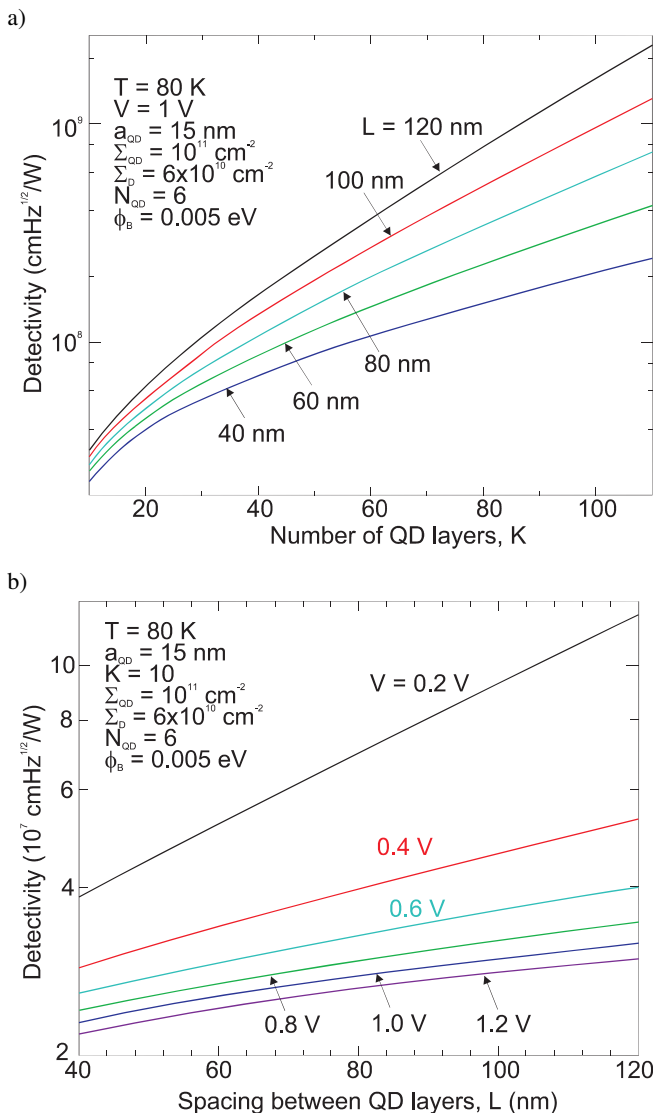 a)
T = 80 K
V = 1 V
a_QD = 15 nm
Σ_QD = 10^11 cm^-2
Σ_D = 6x10^10 cm^-2
N_QD = 6
ϕ_B = 0.005 eV
L = 120 nm
100 nm
80 nm
60 nm
40 nm
10^9
10^8
Detectivity (cmHz^1/2/W)
20 40 60 80 100
Number of QD layers, K
b)
T = 80 K
a_QD = 15 nm
K = 10
Σ_QD = 10^11 cm^-2
Σ_D = 6x10^10 cm^-2
N_QD = 6
ϕ_B = 0.005 eV
V = 0.2 V
0.4 V
0.6 V
0.8 V
1.0 V
1.2 V
10
8
6
4
2
Detectivity (10^7 cmHz^1/2/W)
40 60 80 100 120
Spacing between QD layers, L (nm)